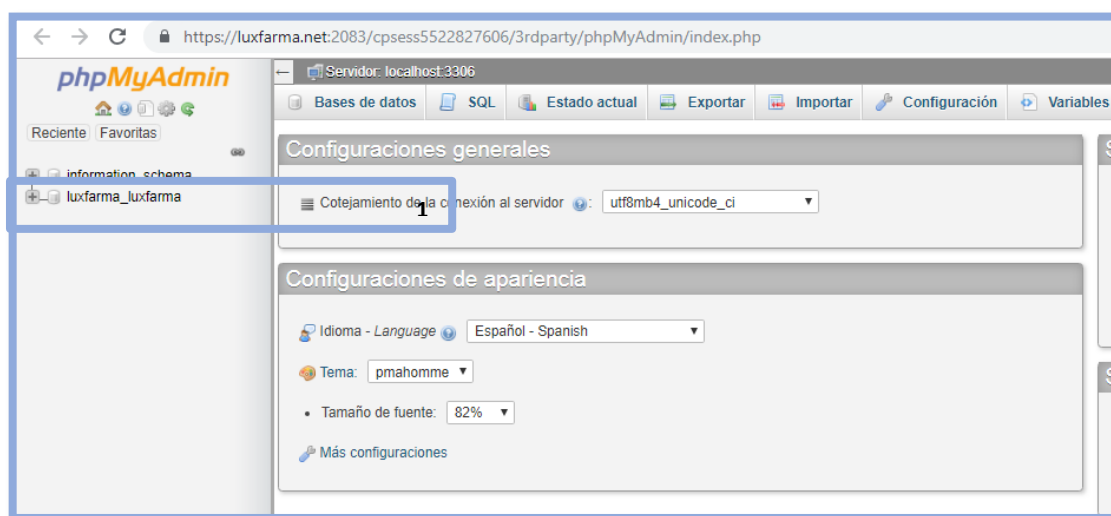 https://luxfarma.net:2083/cpsess5522827606/3rdparty/phpMyAdmin/index.php
phpMyAdmin
Reciente Favoritas
information_schema
luxfarma_luxfarma
Servidor: localhost:3306
Bases de datos SQL Estado actual Exportar Importar Configuración Variables
Configuraciones generales
Cotejamiento de la conexión al servidor : utf8mb4_unicode_ci
1
Configuraciones de apariencia
Idioma - Language Español - Spanish
Tema: pmahomme
Tamaño de fuente: 82%
Más configuraciones